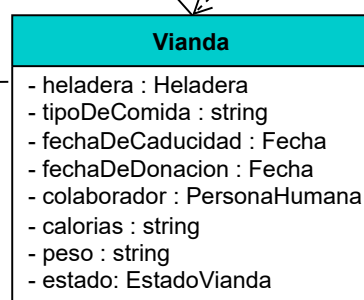 Vianda
- heladera : Heladera
- tipoDeComida : string
- fechaDeCaducidad : Fecha
- fechaDeDonacion : Fecha
- colaborador : PersonaHumana
- calorias : string
- peso : string
- estado: EstadoVianda